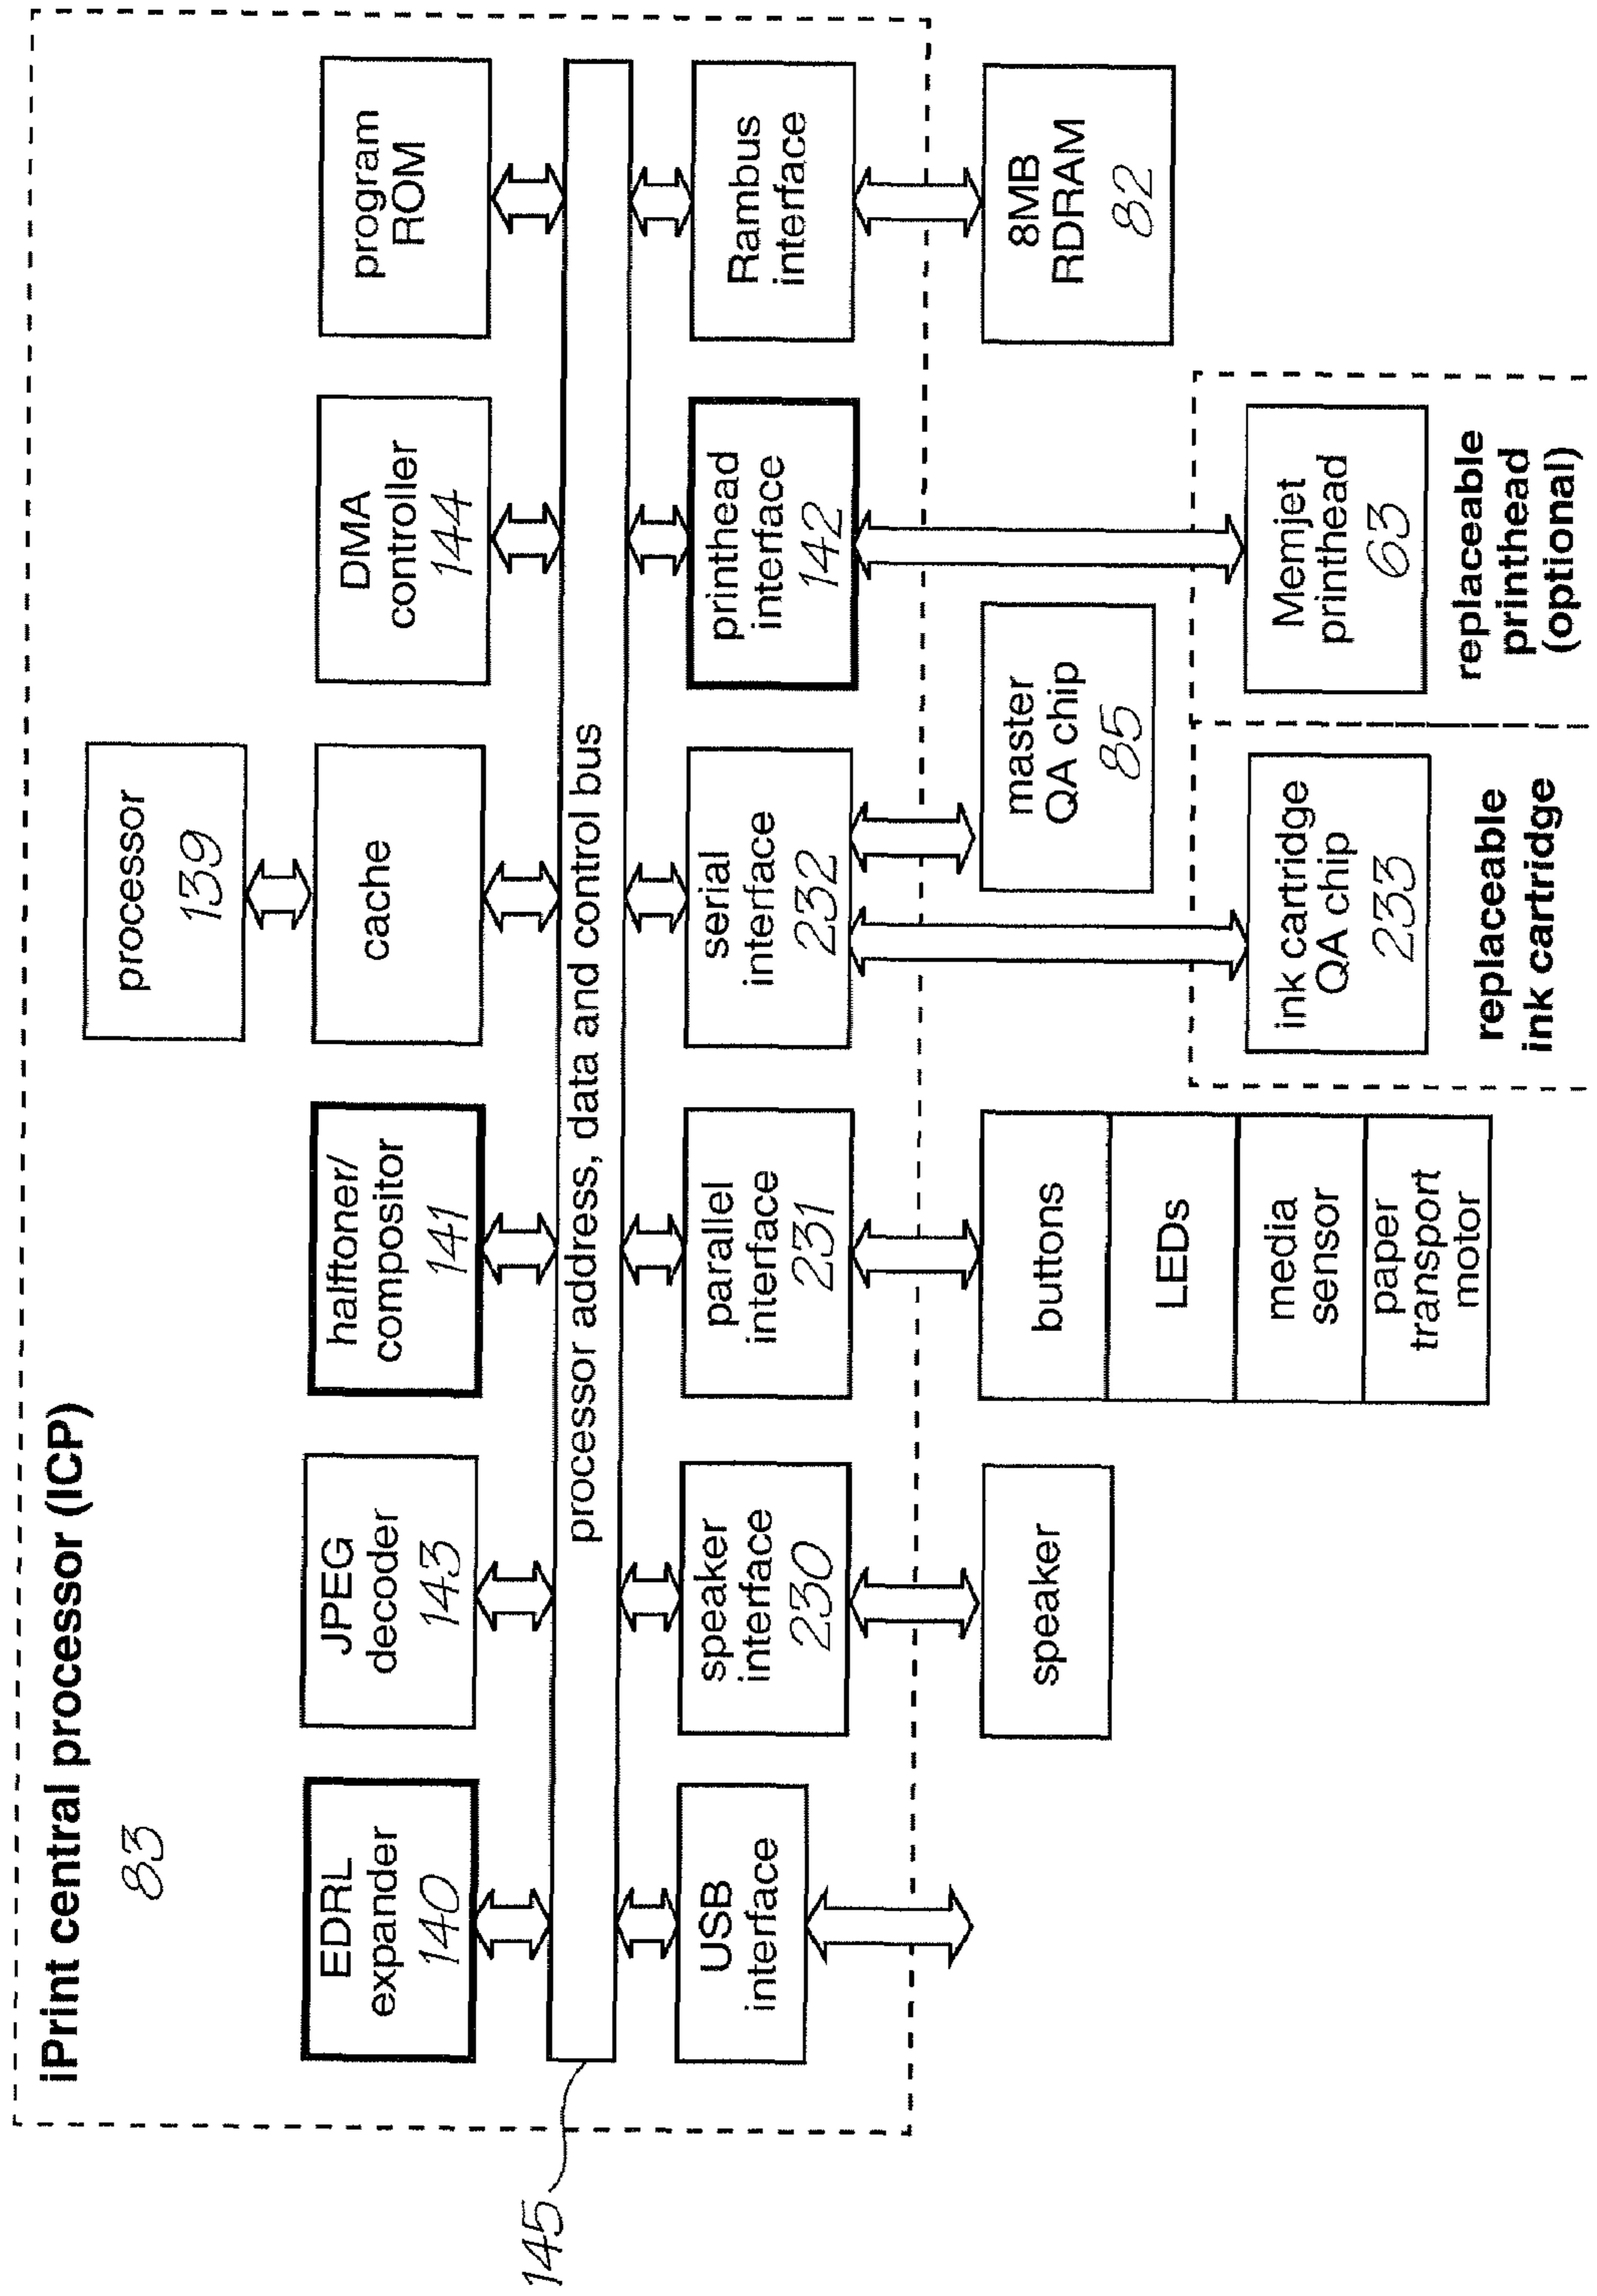 iPrint central processor (ICP)
83
processor
139
EDRL
expander
140
JPEG
decoder
143
halftoner/
compositor
141
cache
DMA
controller
144
program
ROM
145
processor address, data and control bus
USB
interface
speaker
interface
230
parallel
interface
231
serial
interface
232
printhead
interface
142
Rambus
interface
speaker
buttons
LEDs
media
sensor
paper
transport
motor
master
QA chip
85
8MB
RDRAM
82
ink cartridge
QA chip
233
replaceable
ink cartridge
Memjet
printhead
63
replaceable
printhead
(optional)